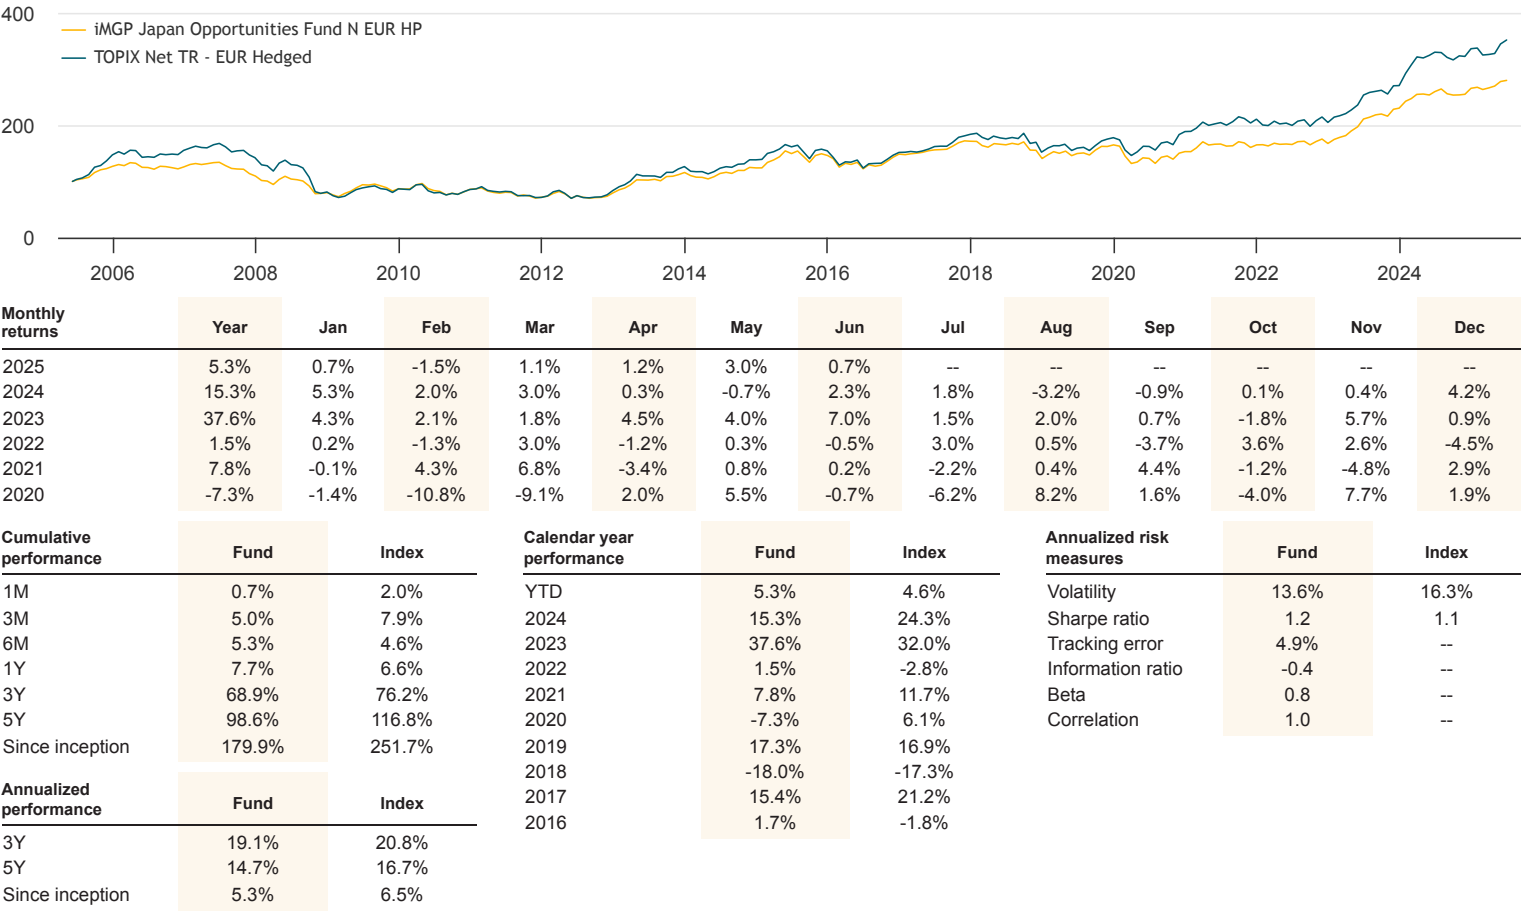 400
iMGP Japan Opportunities Fund N EUR HP
TOPIX Net TR - EUR Hedged
200
0
2006 2008 2010 2012 2014 2016 2018 2020 2022 2024
Monthly
returns Year Jan Feb Mar Apr May Jun Jul Aug Sep Oct Nov Dec
2025 5.3% 0.7% -1.5% 1.1% 1.2% 3.0% 0.7% -- -- -- -- -- --
2024 15.3% 5.3% 2.0% 3.0% 0.3% -0.7% 2.3% 1.8% -3.2% -0.9% 0.1% 0.4% 4.2%
2023 37.6% 4.3% 2.1% 1.8% 4.5% 4.0% 7.0% 1.5% 2.0% 0.7% -1.8% 5.7% 0.9%
2022 1.5% 0.2% -1.3% 3.0% -1.2% 0.3% -0.5% 3.0% 0.5% -3.7% 3.6% 2.6% -4.5%
2021 7.8% -0.1% 4.3% 6.8% -3.4% 0.8% 0.2% -2.2% 0.4% 4.4% -1.2% -4.8% 2.9%
2020 -7.3% -1.4% -10.8% -9.1% 2.0% 5.5% -0.7% -6.2% 8.2% 1.6% -4.0% 7.7% 1.9%
Cumulative
performance Fund Index
1M 0.7% 2.0%
3M 5.0% 7.9%
6M 5.3% 4.6%
1Y 7.7% 6.6%
3Y 68.9% 76.2%
5Y 98.6% 116.8%
Since inception 179.9% 251.7%
Annualized
performance Fund Index
3Y 19.1% 20.8%
5Y 14.7% 16.7%
Since inception 5.3% 6.5%
Calendar year
performance Fund Index
YTD 5.3% 4.6%
2024 15.3% 24.3%
2023 37.6% 32.0%
2022 1.5% -2.8%
2021 7.8% 11.7%
2020 -7.3% 6.1%
2019 17.3% 16.9%
2018 -18.0% -17.3%
2017 15.4% 21.2%
2016 1.7% -1.8%
Annualized risk
measures Fund Index
Volatility 13.6% 16.3%
Sharpe ratio 1.2 1.1
Tracking error 4.9% --
Information ratio -0.4 --
Beta 0.8 --
Correlation 1.0 --